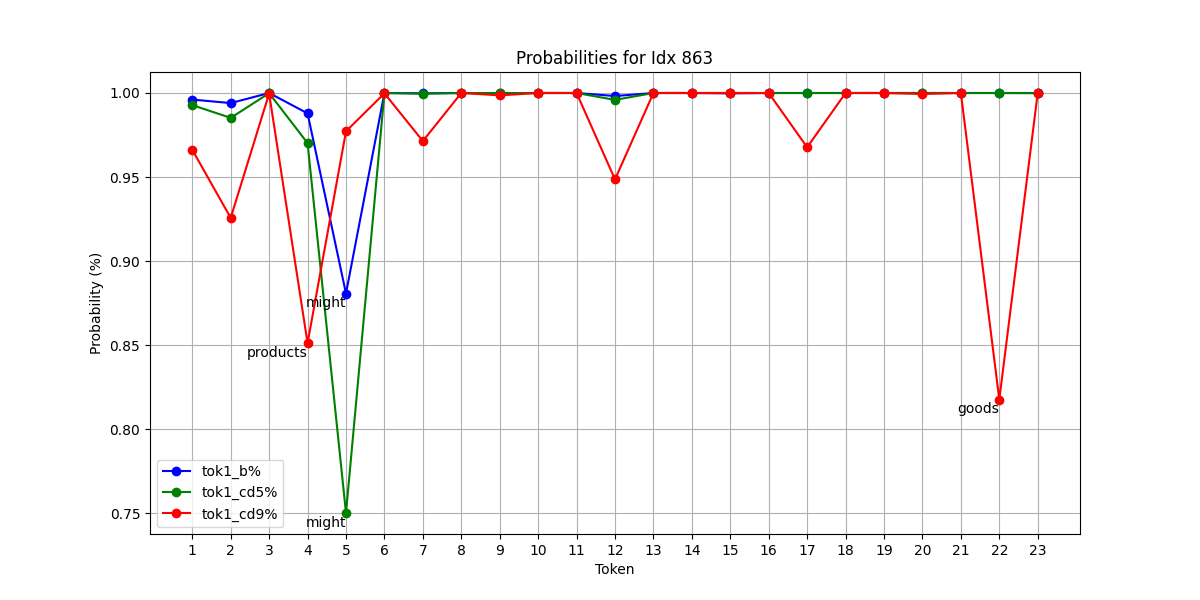 Probabilities for Idx 863
1.00
0.95
0.90
0.85
0.80
0.75
Probability (%)
might
products
goods
might
tok1_b%
tok1_cd5%
tok1_cd9%
1 2 3 4 5 6 7 8 9 10 11 12 13 14 15 16 17 18 19 20 21 22 23
Token